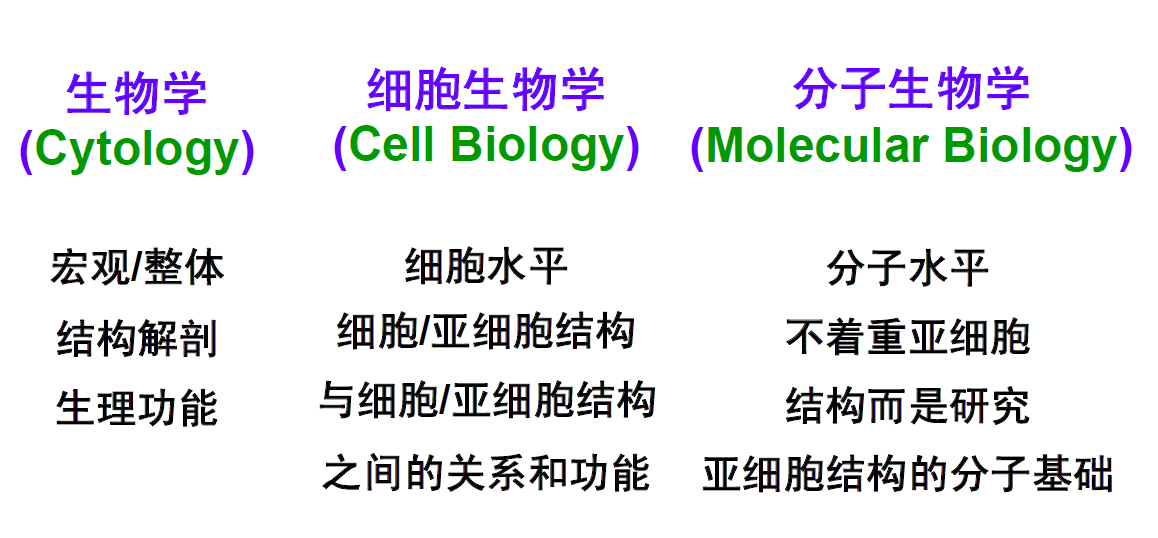 生物学
(Cytology)
宏观/整体
结构解剖
生理功能
细胞生物学
(Cell Biology)
细胞水平
细胞/亚细胞结构
与细胞/亚细胞结构
之间的关系和功能
分子生物学
(Molecular Biology)
分子水平
不着重亚细胞
结构而是研究
亚细胞结构的分子基础